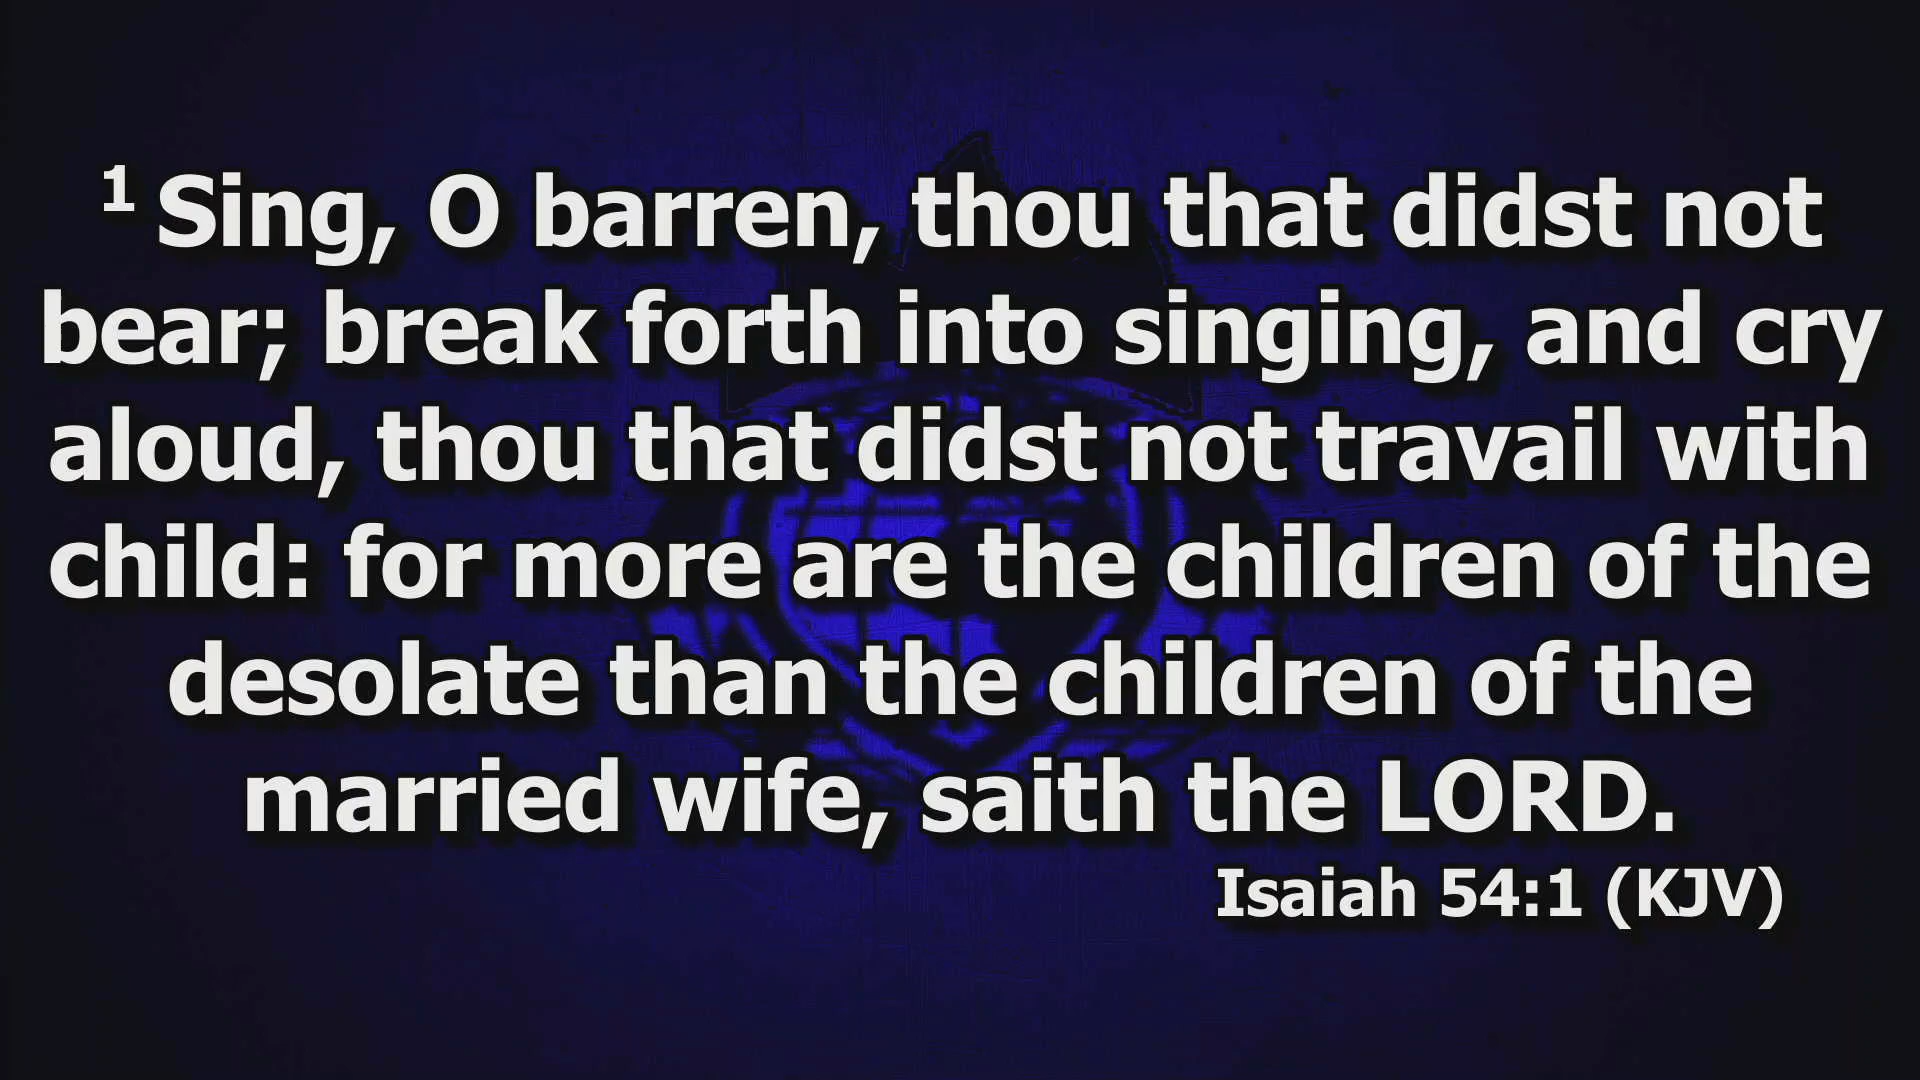 1 Sing, O barren, thou that didst not
bear; break forth into singing, and cry
aloud, thou that didst not travail with
child: for more are the children of the
desolate than the children of the
married wife, saith the LORD.
Isaiah 54:1 (KJV)